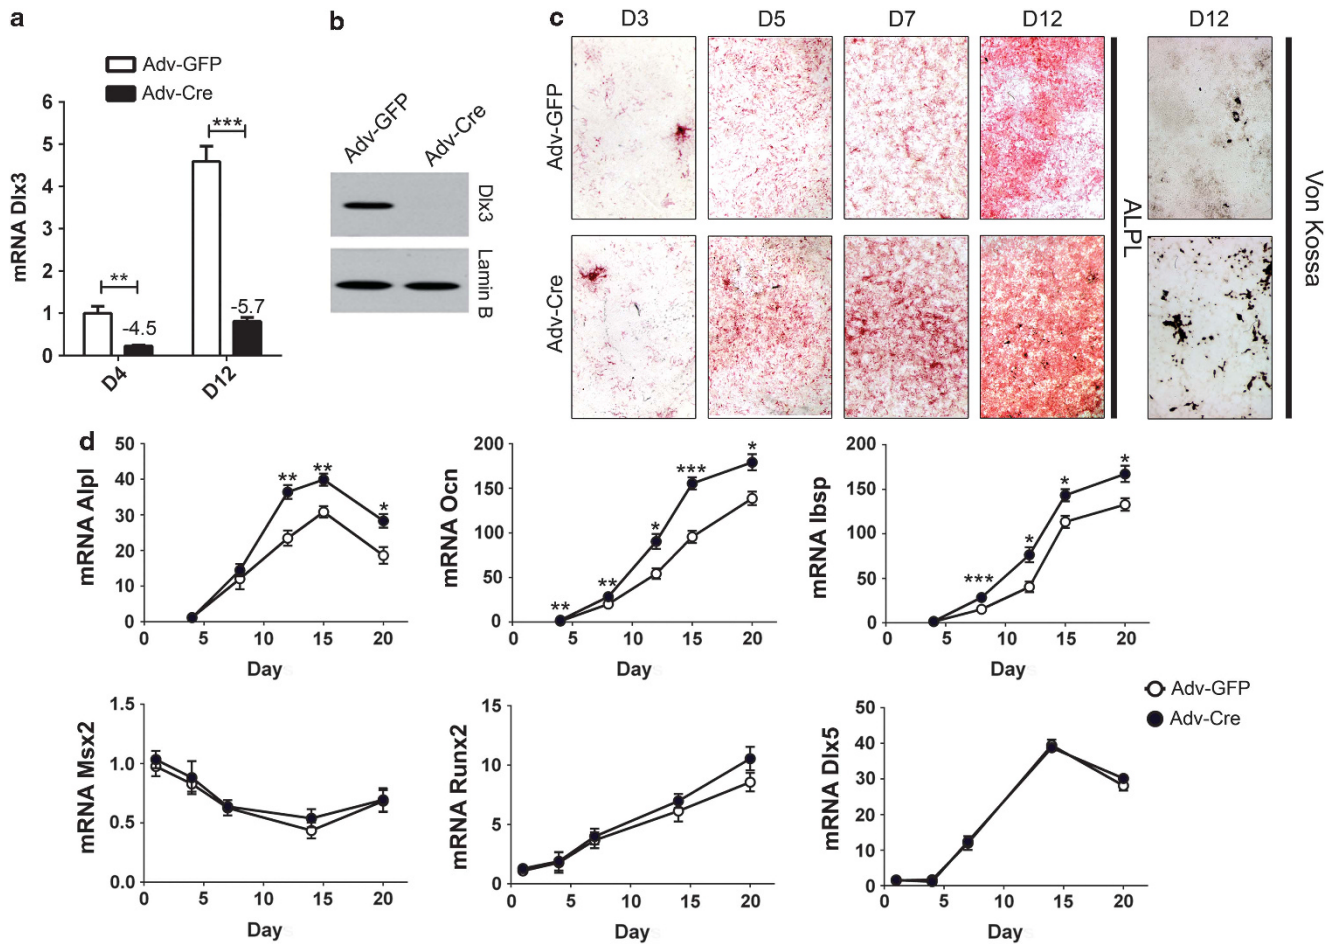 a
Adv-GFP
Adv-Cre
mRNA Dlx3
6
5
4
3
2
1
0
**
-4.5
***
-5.7
D4
D12
b
Adv-GFP
Adv-Cre
Dlx3
Lamin B
c
D3
D5
D7
D12
D12
Adv-GFP
Adv-Cre
ALPL
Von Kossa
d
mRNA Alpl
50
40
30
20
10
0
**
**
*
0
5
10
15
20
Day
mRNA Ocn
200
150
100
50
0
**
**
*
***
*
0
5
10
15
20
Day
mRNA Ibsp
200
150
100
50
0
***
*
*
*
0
5
10
15
20
Day
Adv-GFP
Adv-Cre
mRNA Msx2
1.5
1.0
0.5
0.0
0
5
10
15
20
Day
mRNA Runx2
15
10
5
0
0
5
10
15
20
Day
mRNA Dlx5
50
40
30
20
10
0
0
5
10
15
20
Day